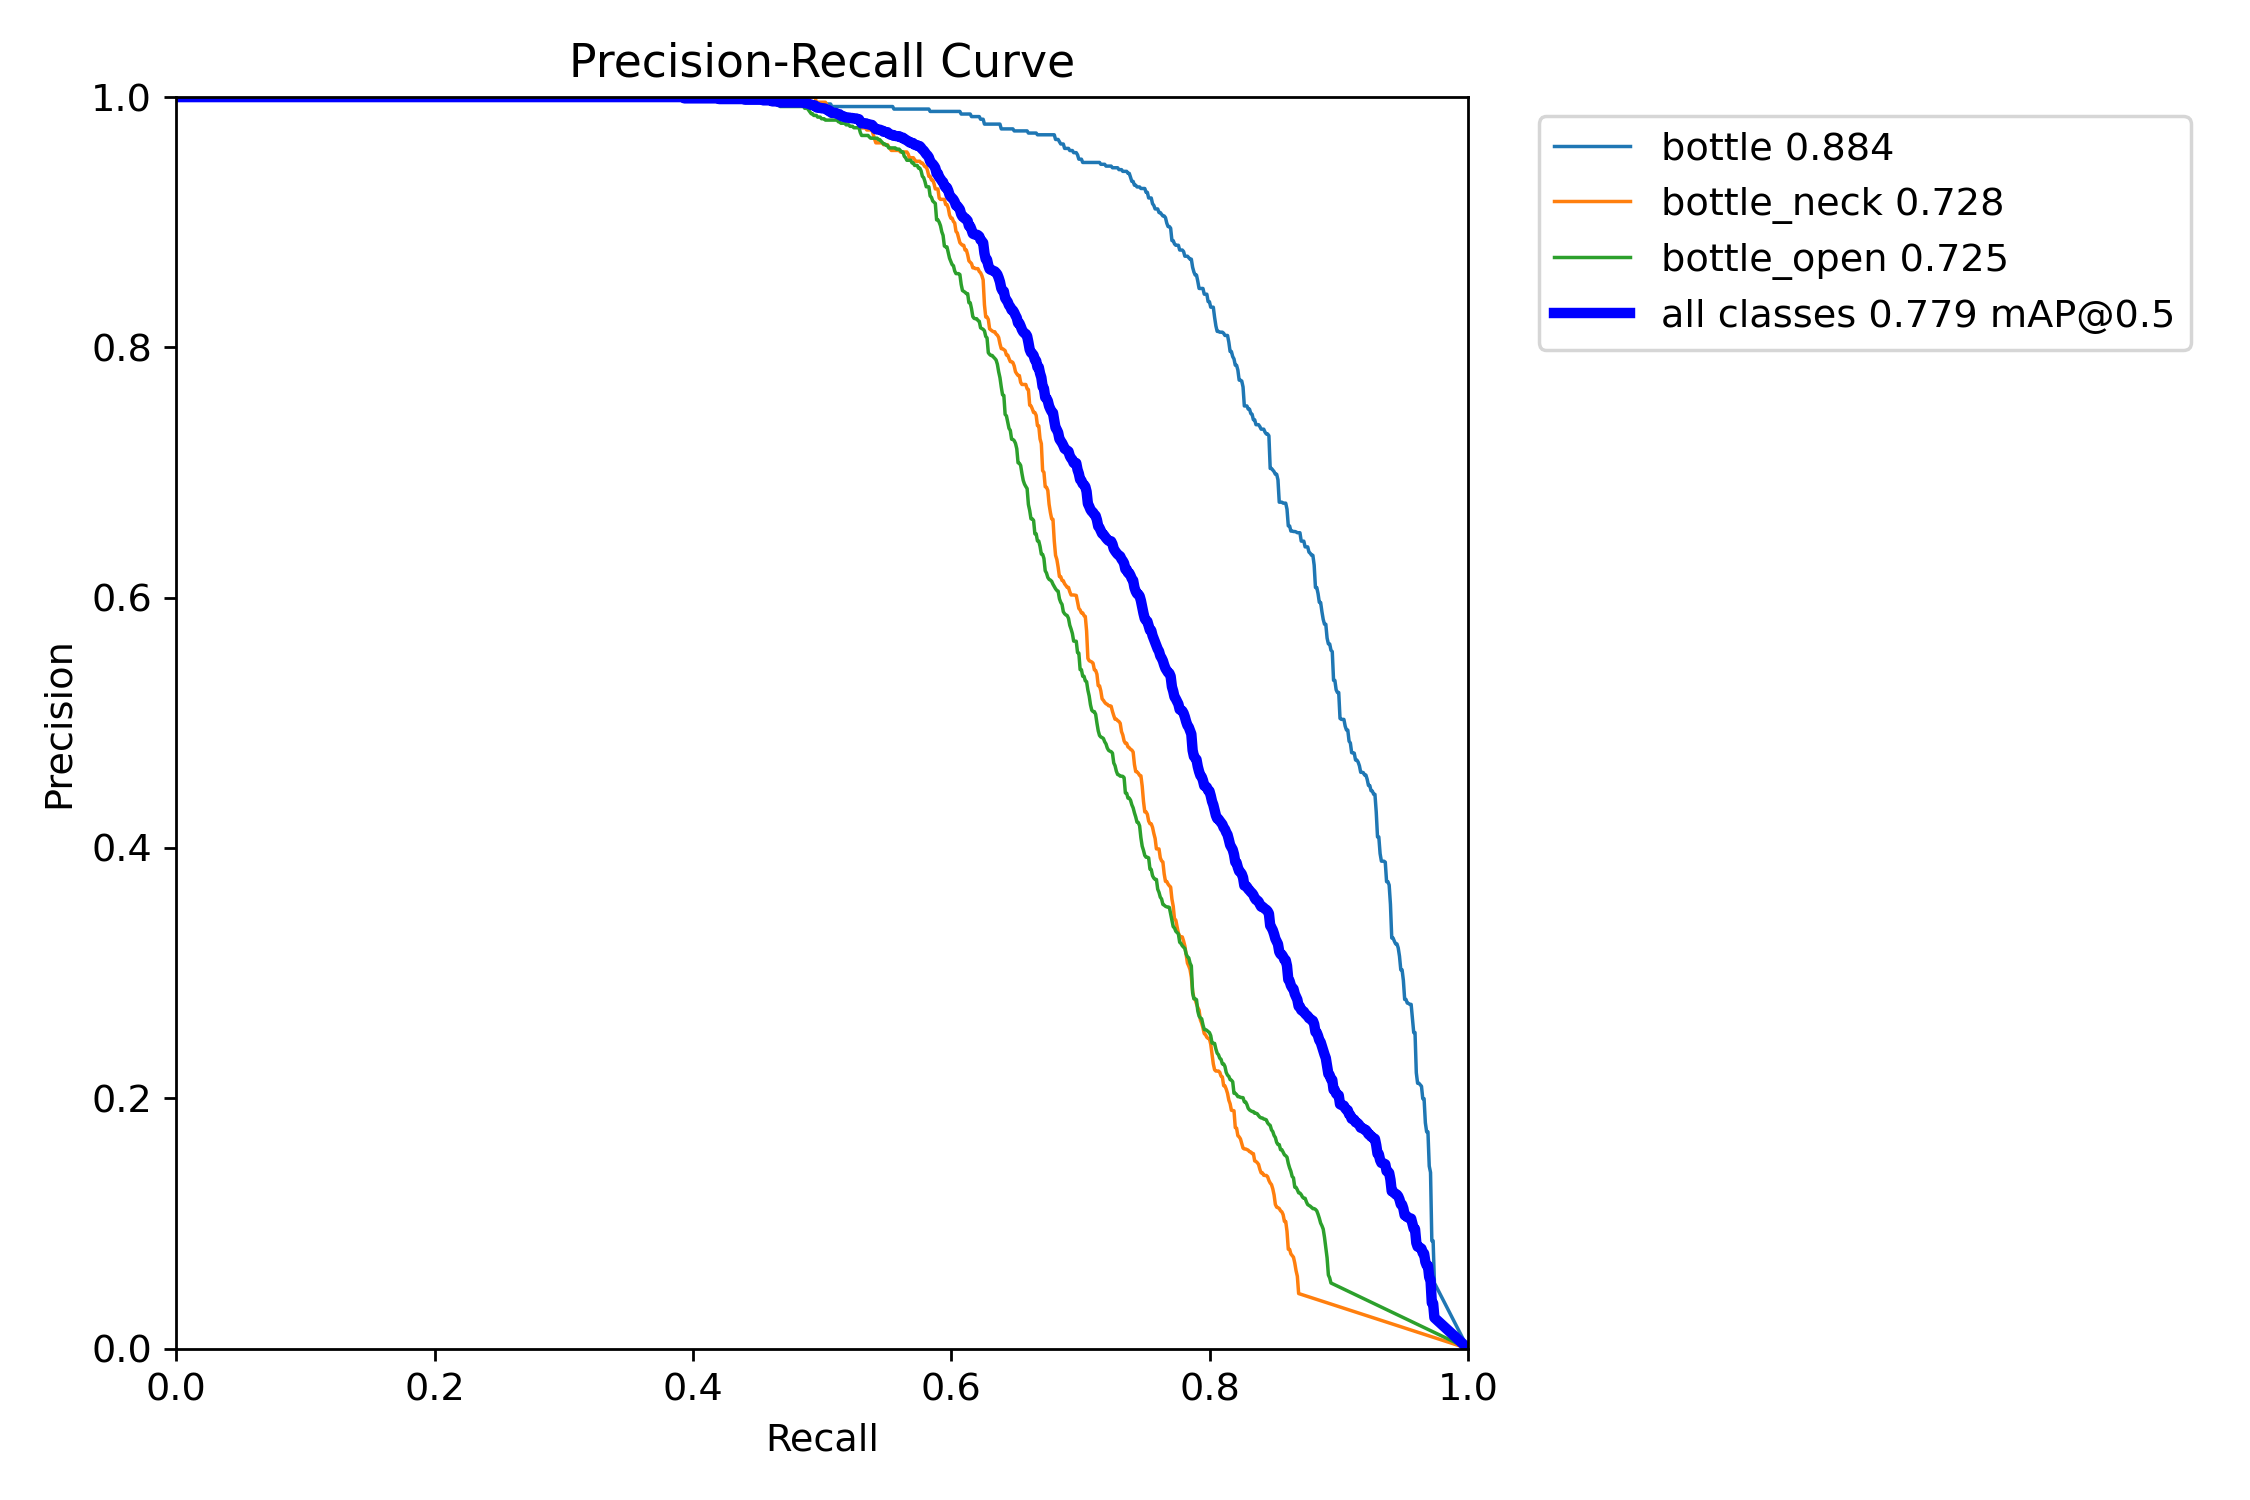 Precision-Recall Curve
1.0
0.8
0.6
0.4
0.2
0.0
Precision
0.0 0.2 0.4 0.6 0.8 1.0
Recall
bottle 0.884
bottle_neck 0.728
bottle_open 0.725
all classes 0.779 mAP@0.5